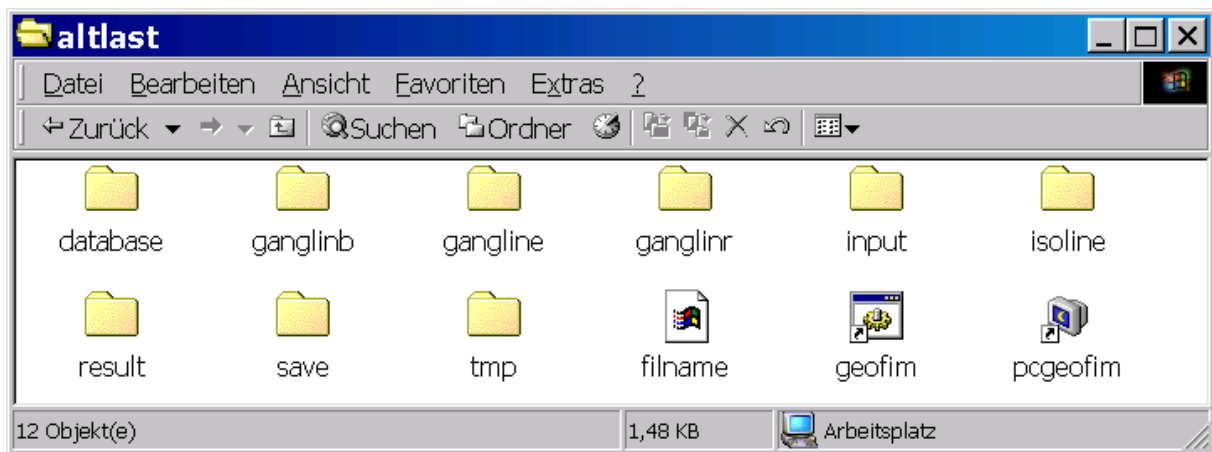 altlast
Datei Bearbeiten Ansicht Favoriten Extras ?
Zurück Suchen Ordner
database ganglinb gangline ganglinr input isoline
result save tmp filname geofim pcgeofim
12 Objekt(e) 1,48 KB Arbeitsplatz